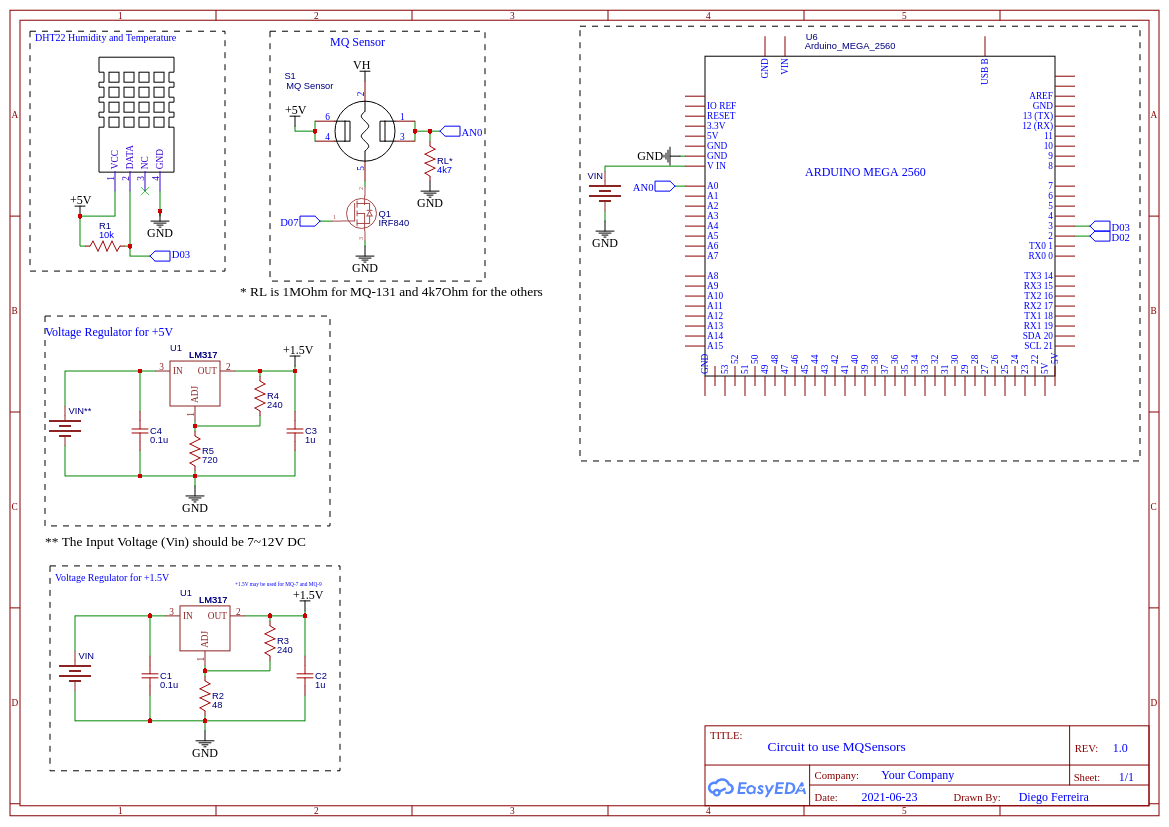 1 2 3 4 5
A
B
C
D
A
B
C
D
DHT22 Humidity and Temperature
VCC
DATA
NC
GND
1
2
3
4
+5V
R1
10k
GND
D03
MQ Sensor
VH
S1
MQ Sensor
2
+5V
6
4
1
3
AN0
5
RL*
4k7
GND
D07
1
2
3
Q1
IRF840
GND
* RL is 1MOhm for MQ-131 and 4k7Ohm for the others
U6
Arduino_MEGA_2560
GND
VIN
USB B
IO REF
RESET
3.3V
5V
GND
GND
V IN
A0
A1
A2
A3
A4
A5
A6
A7
A8
A9
A10
A11
A12
A13
A14
A15
ARDUINO MEGA 2560
AREF
GND
13 (TX)
12 (RX)
11
10
9
8
7
6
5
4
3
2
TX0 1
RX0 0
TX3 14
RX3 15
TX2 16
RX2 17
TX1 18
RX1 19
SDA 20
SCL 21
GND
53
52
51
50
49
48
47
46
45
44
43
42
41
40
39
38
37
36
35
34
33
32
31
30
29
28
27
26
25
24
23
22
5V
5V
GND
VIN
AN0
GND
D03
D02
Voltage Regulator for +5V
U1
LM317
+1.5V
3
IN
OUT
2
ADJ
1
R4
240
VIN**
C4
0.1u
R5
720
C3
1u
GND
** The Input Voltage (Vin) should be 7~12V DC
Voltage Regulator for +1.5V
+1.5V may be used for MQ-7 and MQ-9
U1
LM317
+1.5V
3
IN
OUT
2
ADJ
1
R3
240
VIN
C1
0.1u
R2
48
C2
1u
GND
TITLE:
Circuit to use MQSensors
REV: 1.0
EasyEDA
Company: Your Company
Sheet: 1/1
Date: 2021-06-23 Drawn By: Diego Ferreira
1 2 3 4 5